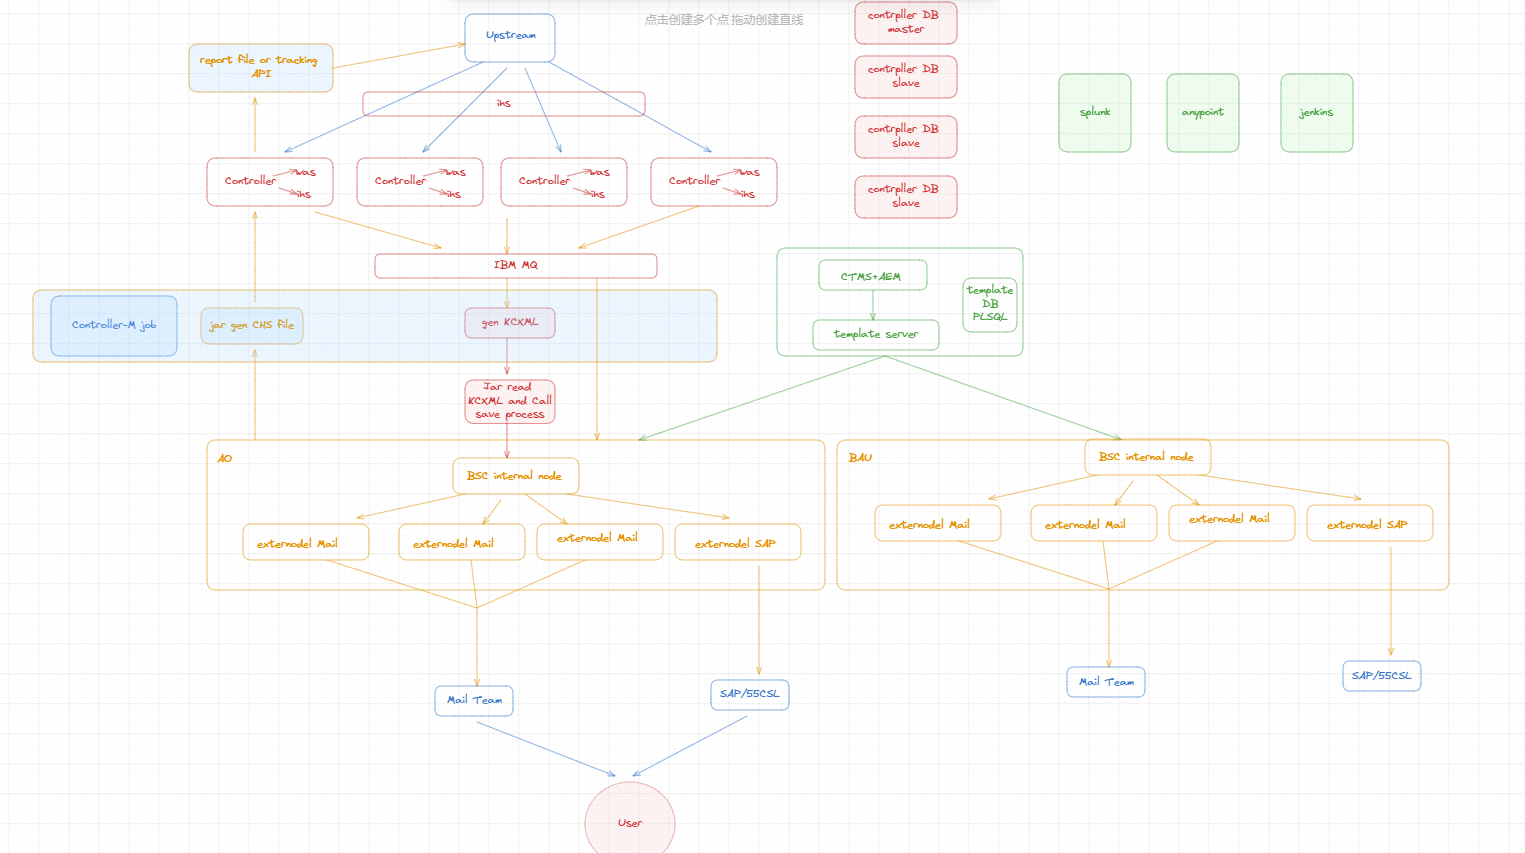 点击创建多个点 拖动创建直线
Upstream
contrpller DB
master
report file or tracking
API
contrpller DB
slave
ihs
splunk
anypoint
jenkins
contrpller DB
slave
Controller
was
ihs
Controller
was
ihs
Controller
was
ihs
Controller
was
ihs
contrpller DB
slave
IBM MQ
CTMS+AEM
template
DB
PLSQL
Controller-M job
jar gen CHS file
gen KCXML
template server
Jar read
KCXML and Call
save process
AO
BSC internal node
externodel Mail
externodel Mail
externodel Mail
externodel SAP
BAU
BSC internal node
externodel Mail
externodel Mail
externodel Mail
externodel SAP
Mail Team
SAP/55CSL
Mail Team
SAP/55CSL
User